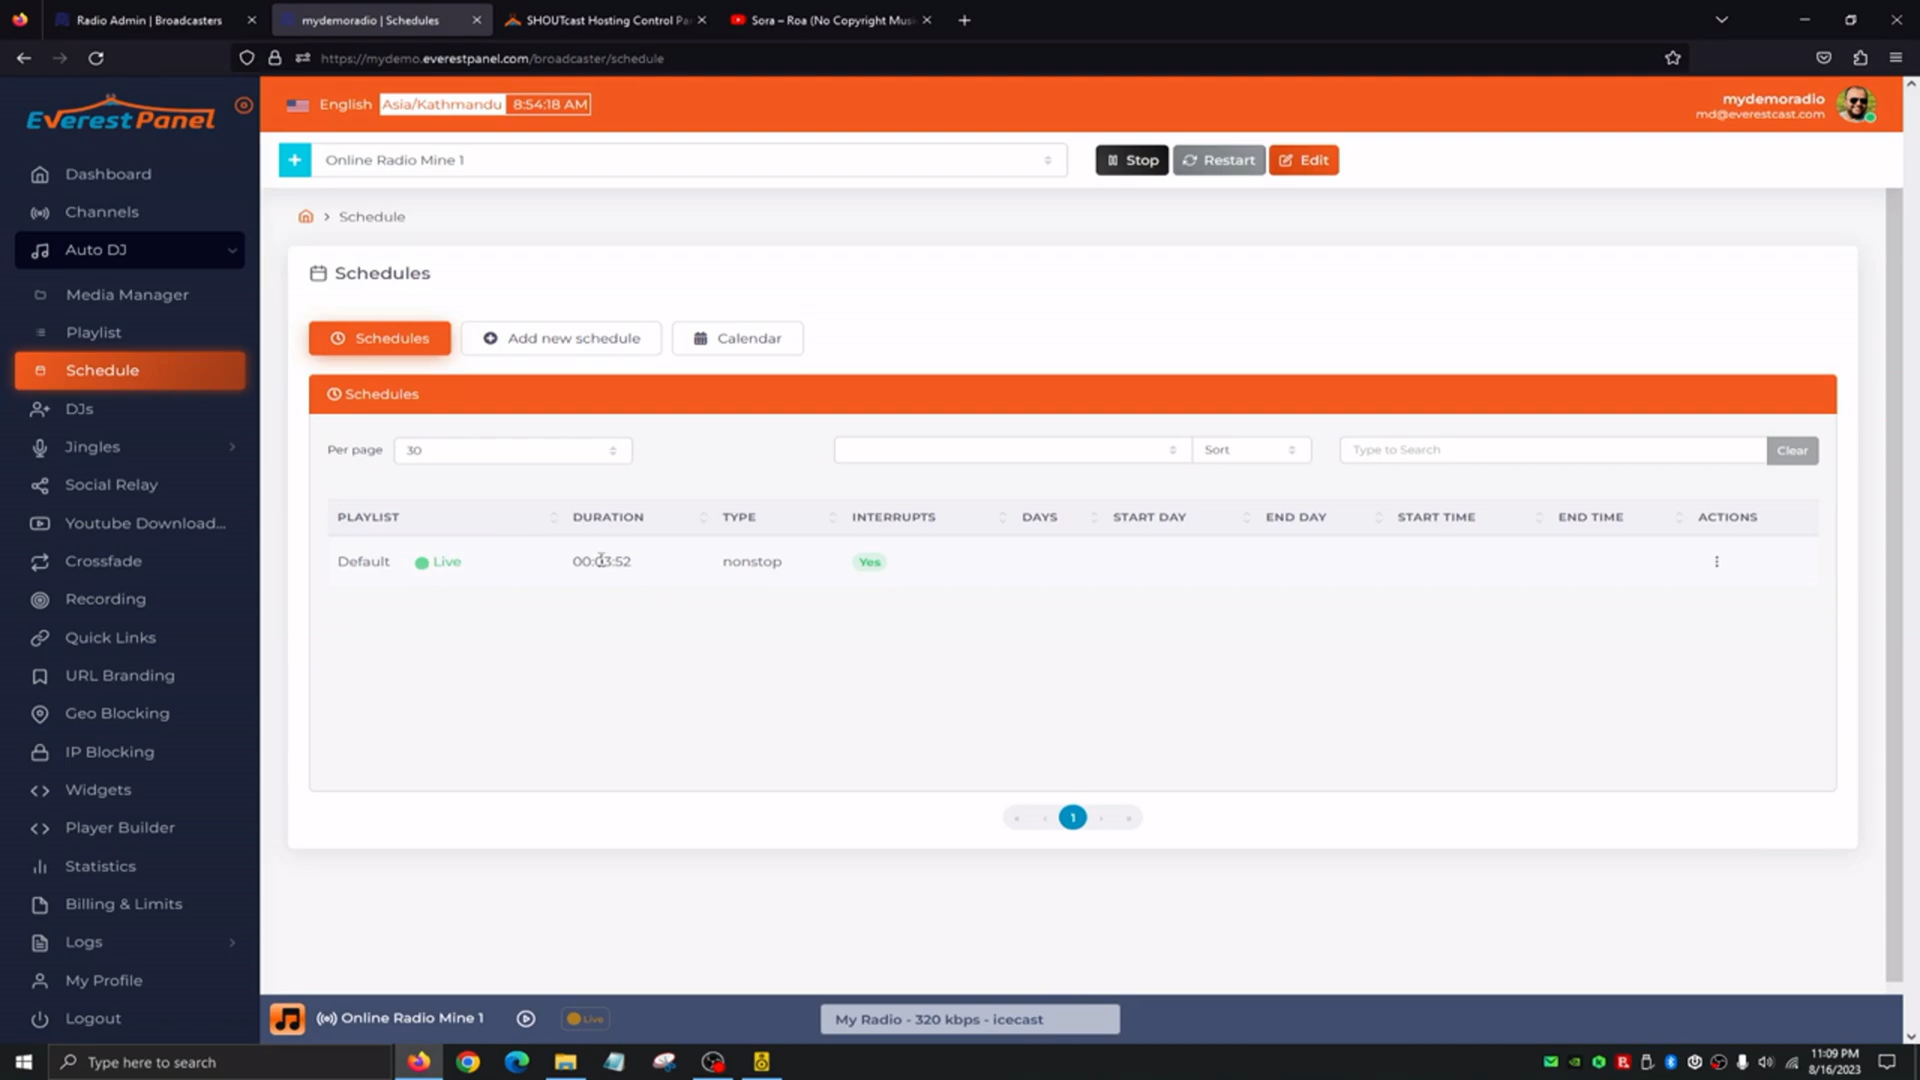 Radio Admin | Broadcasters
mydemoradio | Schedules
SHOUTcast Hosting Control Pa
Sora – Roa (No Copyright Musi
https://mydemo.everestpanel.com/broadcaster/schedule
EverestPanel
English Asia/Kathmandu 8:54:18 AM
mydemoradio
md@everestcast.com
Online Radio Mine 1
Stop
Restart
Edit
Dashboard
Channels
Auto DJ
Media Manager
Playlist
Schedule
DJs
Jingles
Social Relay
Youtube Download...
Crossfade
Recording
Quick Links
URL Branding
Geo Blocking
IP Blocking
Widgets
Player Builder
Statistics
Billing & Limits
Logs
My Profile
Logout
> Schedule
Schedules
Schedules
Add new schedule
Calendar
Schedules
Per page 30
Sort
Type to Search
Clear
PLAYLIST DURATION TYPE INTERRUPTS DAYS START DAY END DAY START TIME END TIME ACTIONS
Default Live 00:03:52 nonstop Yes
« ‹ 1 › »
Online Radio Mine 1
Live
My Radio - 320 kbps - icecast
Type here to search
11:09 PM
8/16/2023